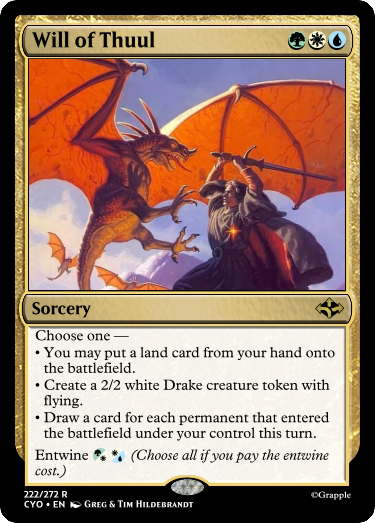 Will of Thuul
Sorcery
Choose one —
• You may put a land card from your hand onto
the battlefield.
• Create a 2/2 white Drake creature token with
flying.
• Draw a card for each permanent that entered
the battlefield under your control this turn.
Entwine (Choose all if you pay the entwine
cost.)
222/272 R
CYO • EN Greg & Tim Hildebrandt
©Grapple